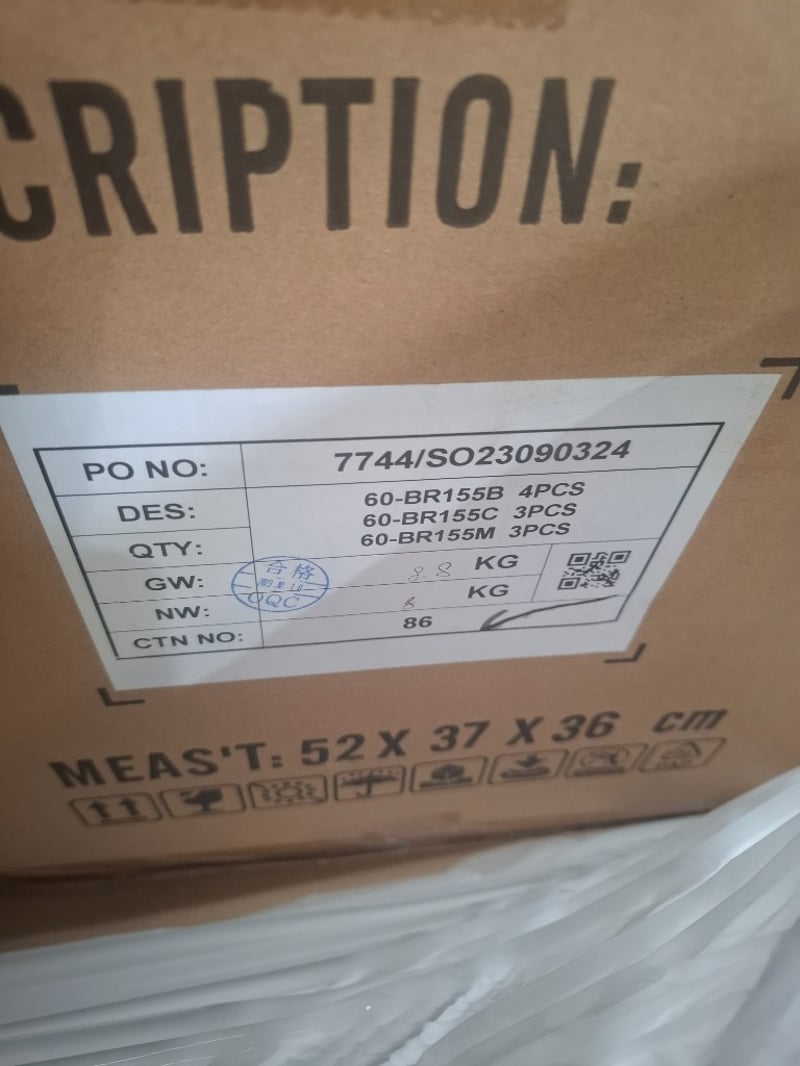 CRIPTION:
PO NO: 7744/SO23090324
DES: 60-BR155B 4PCS
60-BR155C 3PCS
QTY: 60-BR155M 3PCS
GW: 8.8 KG
NW: 8 KG
合格
OQC
CTN NO: 86
MEAS'T: 52 X 37 X 36 cm